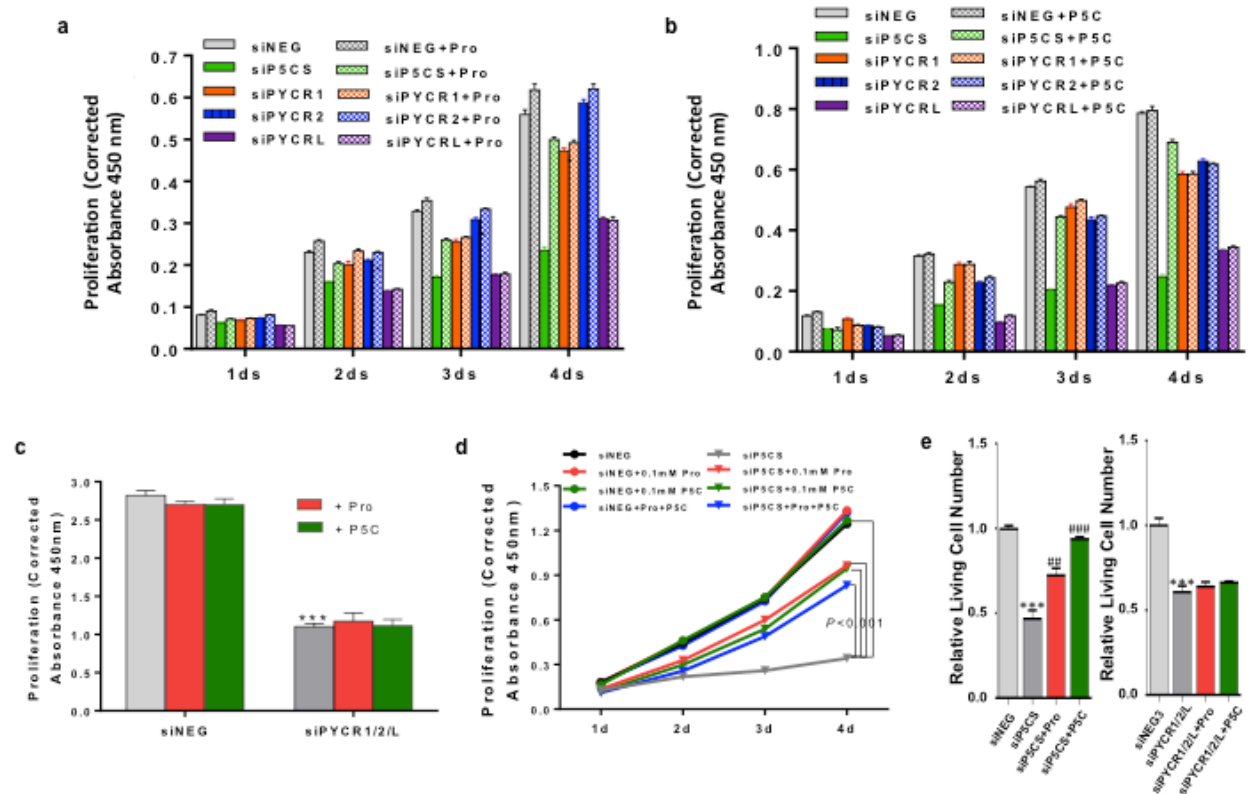 a
siNEG
siNEG+Pro
siP5CS
siP5CS+Pro
siPYCR1
siPYCR1+Pro
siPYCR2
siPYCR2+Pro
siPYCRL
siPYCRL+Pro
Proliferation (Corrected
Absorbance 450 nm)
0.7
0.6
0.5
0.4
0.3
0.2
0.1
0.0
1ds
2ds
3ds
4ds
b
siNEG
siNEG+P5C
siP5CS
siP5CS+P5C
siPYCR1
siPYCR1+P5C
siPYCR2
siPYCR2+P5C
siPYCRL
siPYCRL+P5C
Proliferation (Corrected
Absorbance 450 nm)
1.0
0.8
0.6
0.4
0.2
0.0
1ds
2ds
3ds
4ds
c
Proliferation (Corrected
Absorbance 450nm)
3.0
2.5
2.0
1.5
1.0
0.5
0.0
+ Pro
+ P5C
***
siNEG
siPYCR1/2/L
d
siNEG
siP5CS
siNEG+0.1mM Pro
siP5CS+0.1mM Pro
siNEG+0.1mM P5C
siP5CS+0.1mM P5C
siNEG+Pro+P5C
siP5CS+Pro+P5C
Proliferation (Corrected
Absorbance 450nm)
1.5
1.2
0.9
0.6
0.3
0.0
P<0.001
1d
2d
3d
4d
e
Relative Living Cell Number
1.5
1.0
0.5
0.0
***
##
###
siNEG
siP5CS
siP5CS+Pro
siP5CS+P5C
Relative Living Cell Number
1.5
1.0
0.5
0.0
***
siNEG3
siPYCR1/2/L
siPYCR1/2/L+Pro
siPYCR1/2/L+P5C